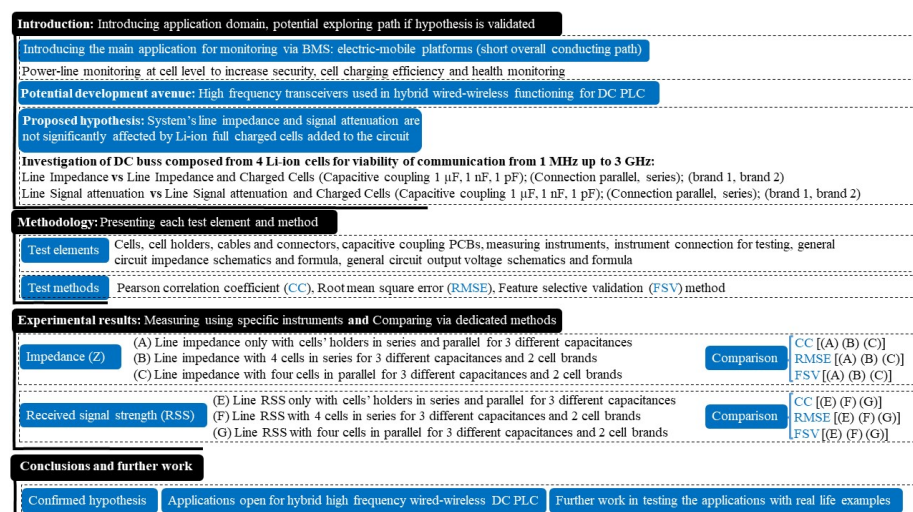 Introduction: Introducing application domain, potential exploring path if hypothesis is validated
Introducing the main application for monitoring via BMS: electric-mobile platforms (short overall conducting path)
Power-line monitoring at cell level to increase security, cell charging efficiency and health monitoring
Potential development avenue: High frequency transceivers used in hybrid wired-wireless functioning for DC PLC
Proposed hypothesis: System's line impedance and signal attenuation are
not significantly affected by Li-ion full charged cells added to the circuit
Investigation of DC buss composed from 4 Li-ion cells for viability of communication from 1 MHz up to 3 GHz:
Line Impedance vs Line Impedance and Charged Cells (Capacitive coupling 1 µF, 1 nF, 1 pF); (Connection parallel, series); (brand 1, brand 2)
Line Signal attenuation vs Line Signal attenuation and Charged Cells (Capacitive coupling 1 µF, 1 nF, 1 pF); (Connection parallel, series); (brand 1, brand 2)
Methodology: Presenting each test element and method
Test elements
Cells, cell holders, cables and connectors, capacitive coupling PCBs, measuring instruments, instrument connection for testing, general
circuit impedance schematics and formula, general circuit output voltage schematics and formula
Test methods
Pearson correlation coefficient (CC), Root mean square error (RMSE), Feature selective validation (FSV) method
Experimental results: Measuring using specific instruments and Comparing via dedicated methods
Impedance (Z)
(A) Line impedance only with cells' holders in series and parallel for 3 different capacitances
(B) Line impedance with 4 cells in series for 3 different capacitances and 2 cell brands
(C) Line impedance with four cells in parallel for 3 different capacitances and 2 cell brands
Comparison
CC [(A) (B) (C)]
RMSE [(A) (B) (C)]
FSV [(A) (B) (C)]
Received signal strength (RSS)
(E) Line RSS only with cells' holders in series and parallel for 3 different capacitances
(F) Line RSS with 4 cells in series for 3 different capacitances and 2 cell brands
(G) Line RSS with four cells in parallel for 3 different capacitances and 2 cell brands
Comparison
CC [(E) (F) (G)]
RMSE [(E) (F) (G)]
FSV [(E) (F) (G)]
Conclusions and further work
Confirmed hypothesis
Applications open for hybrid high frequency wired-wireless DC PLC
Further work in testing the applications with real life examples